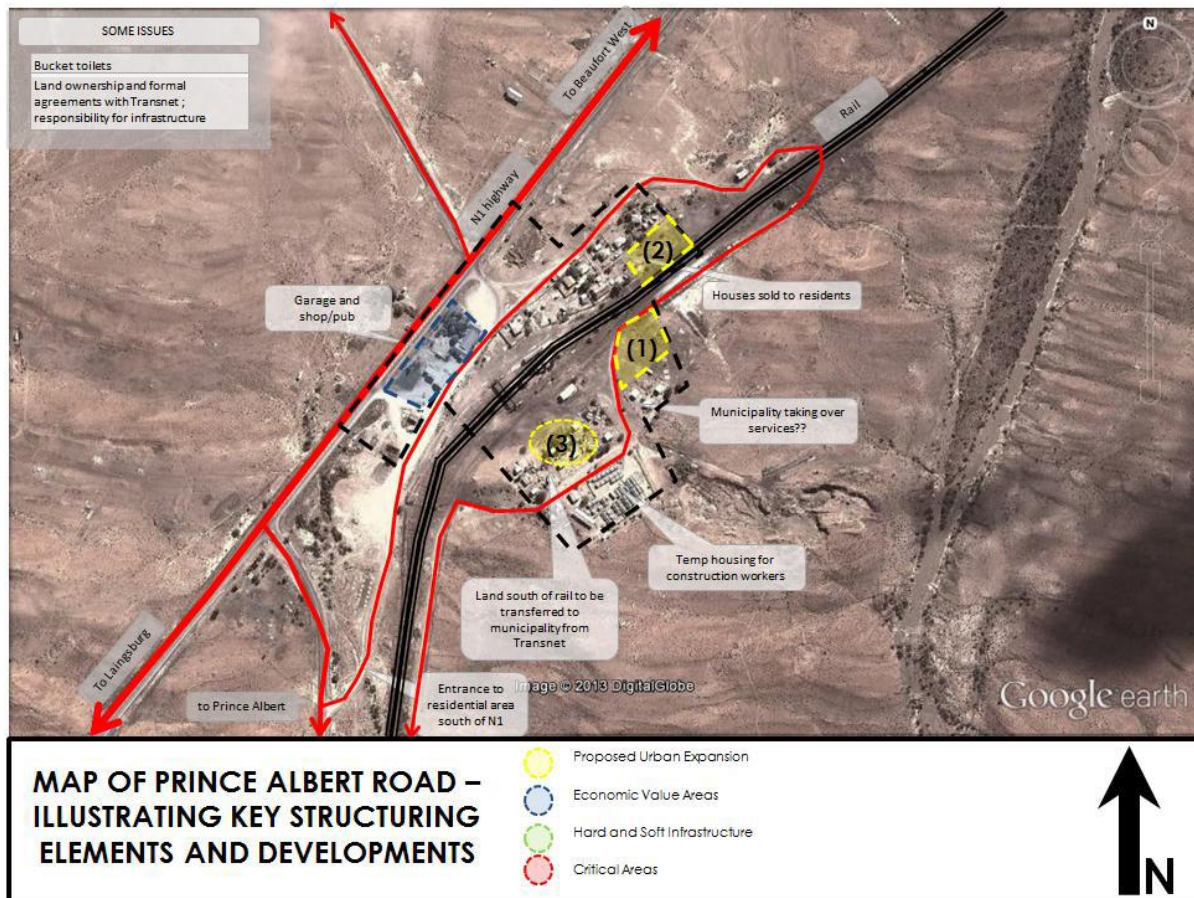 SOME ISSUES
Bucket toilets
Land ownership and formal
agreements with Transnet ;
responsibility for infrastructure
To Beaufort West
N
Rail
N1 highway
(2)
Garage and
shop/pub
Houses sold to residents
(1)
Municipality taking over
services??
(3)
Temp housing for
construction workers
Land south of rail to be
transferred to
municipality from
Transnet
To Laingsburg
to Prince Albert
Entrance to
residential area
south of N1
Image © 2013 DigitalGlobe
Google earth
MAP OF PRINCE ALBERT ROAD –
ILLUSTRATING KEY STRUCTURING
ELEMENTS AND DEVELOPMENTS
Proposed Urban Expansion
Economic Value Areas
Hard and Soft Infrastructure
Critical Areas
N